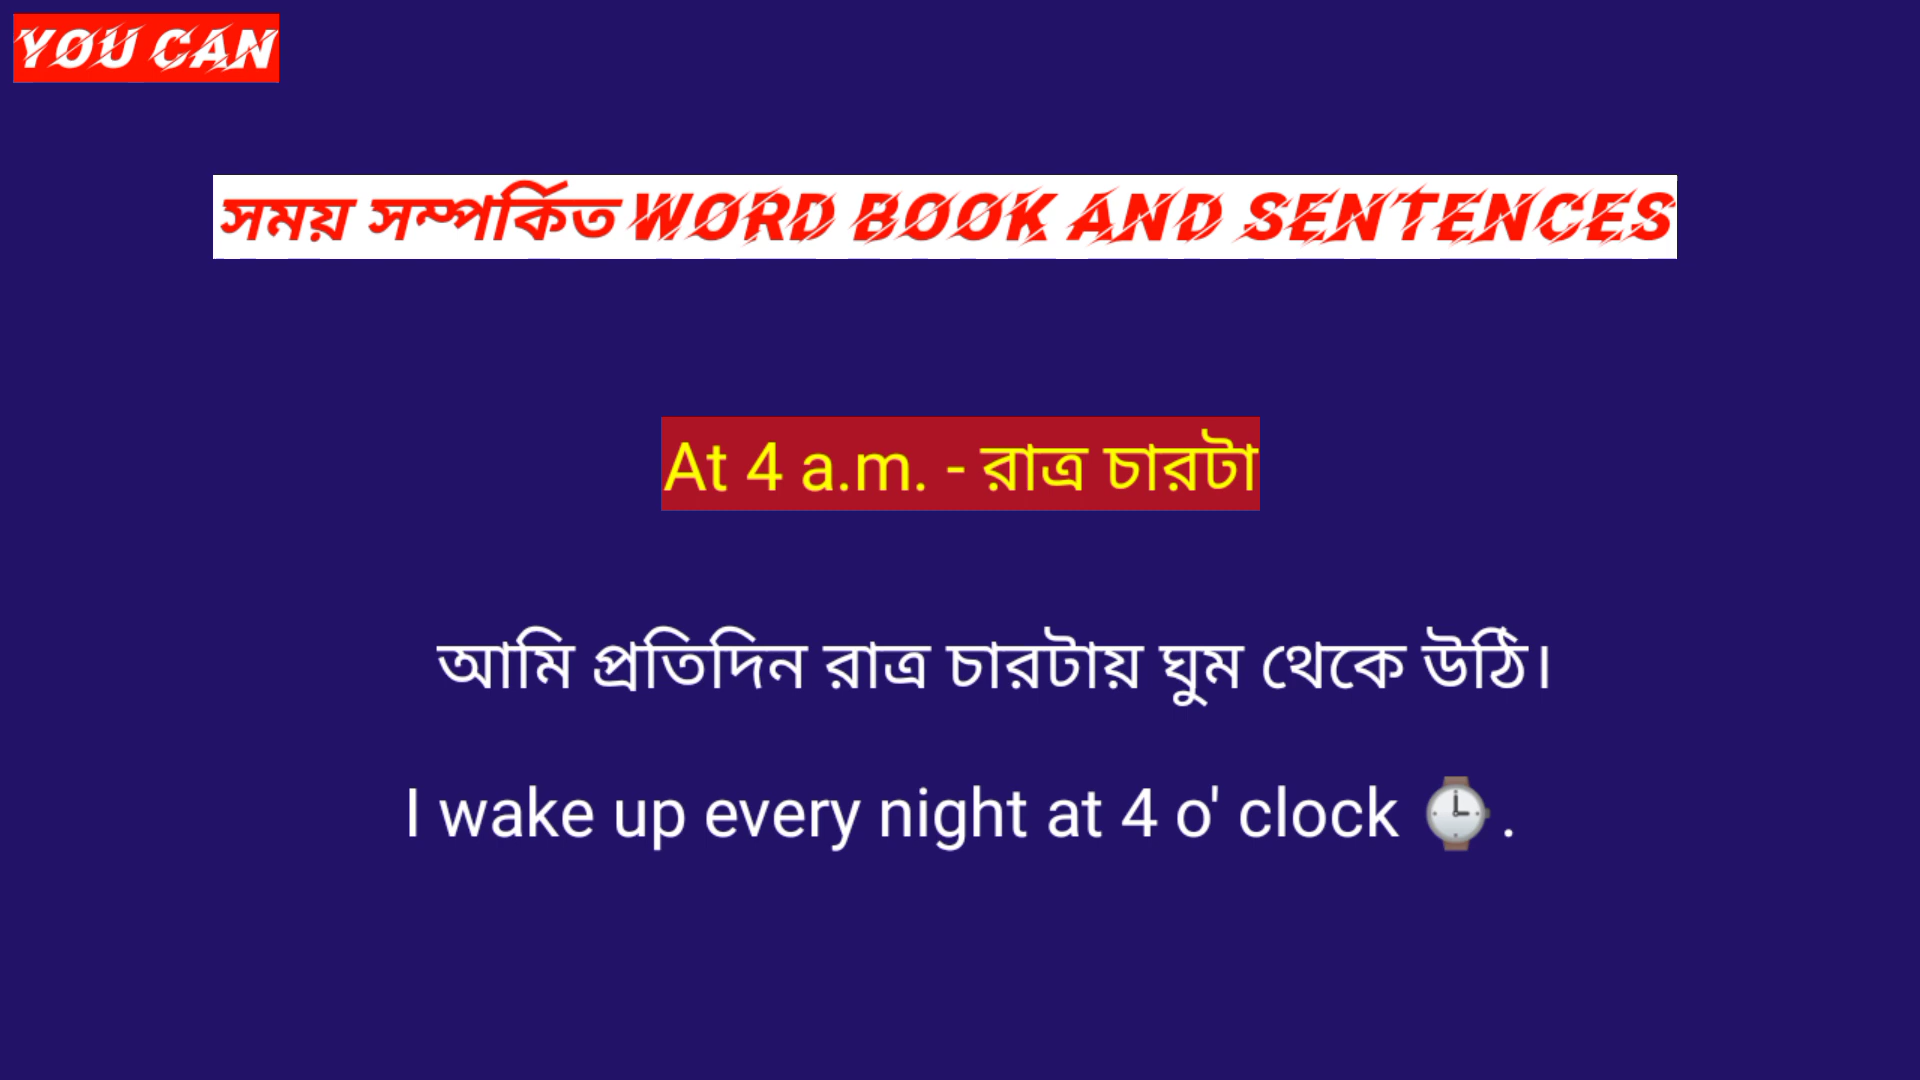 YOU CAN
সময় সম্পর্কিত WORD BOOK AND SENTENCES
At 4 a.m. - রাত্র চারটা
আমি প্রতিদিন রাত্র চারটায় ঘুম থেকে উঠি।
I wake up every night at 4 o' clock ⌚.